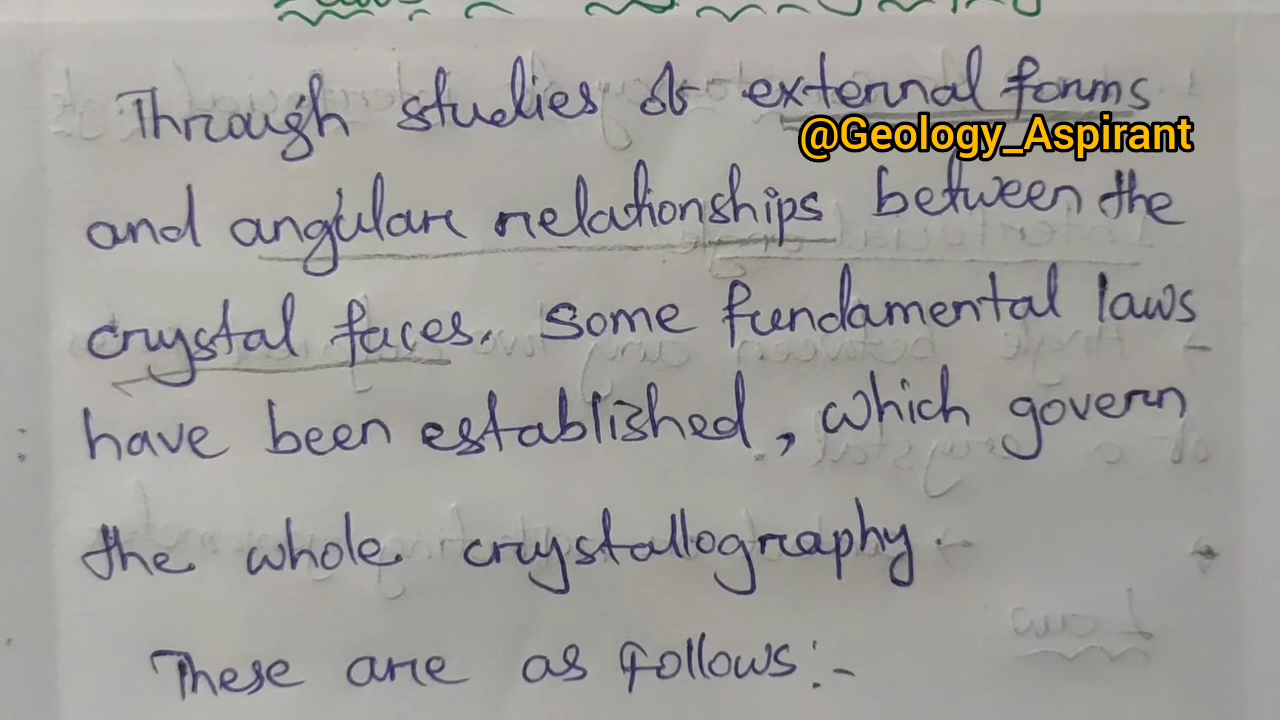 Through studies of external forms
@Geology_Aspirant
and angular relationships between the
crystal faces. Some fundamental laws
have been established, which govern
the whole crystallography.
These are as follows:-